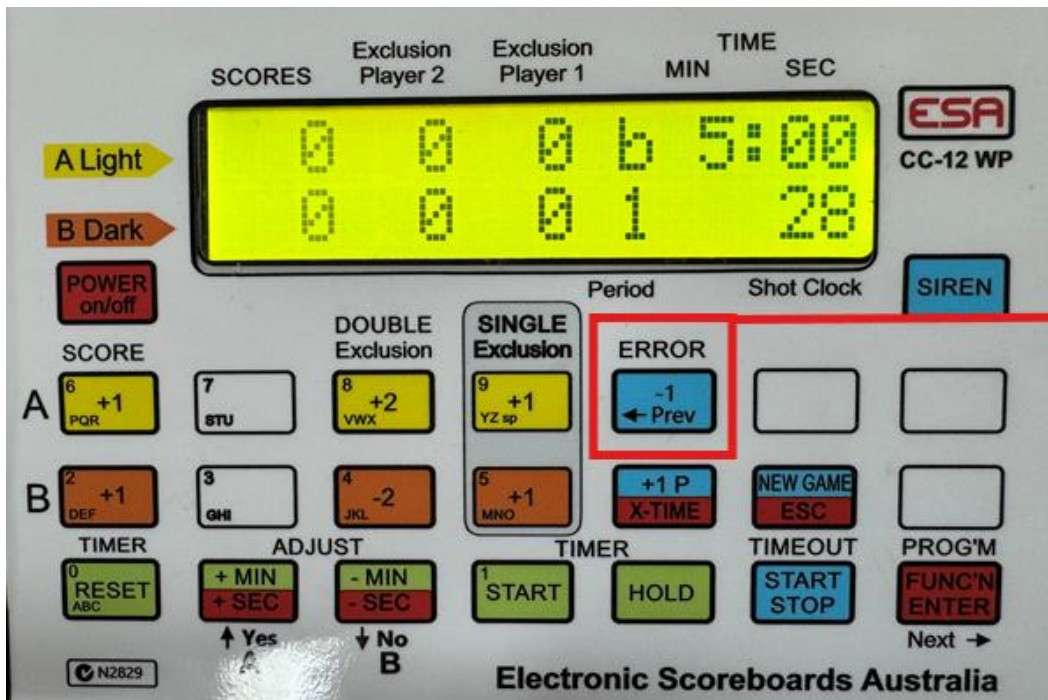 SCORES Exclusion Player 2 Exclusion Player 1 TIME MIN SEC
A Light 0 0 0 b 5:00 ESA
CC-12 WP
B Dark 0 0 0 1 28
POWER on/off Period Shot Clock SIREN
SCORE DOUBLE Exclusion SINGLE Exclusion ERROR
A 6 +1 PQR 7 STU 8 +2 VWX 9 +1 YZ sp -1 ← Prev
B 2 +1 DEF 3 GHI 4 -2 JKL 5 +1 MNO +1 P X-TIME NEW GAME ESC
TIMER ADJUST TIMER TIMEOUT PROG'M
0 RESET ABC + MIN + SEC - MIN - SEC 1 START HOLD START STOP FUNC'N ENTER
↑ Yes ↓ No Next →
A B
N2829 Electronic Scoreboards Australia